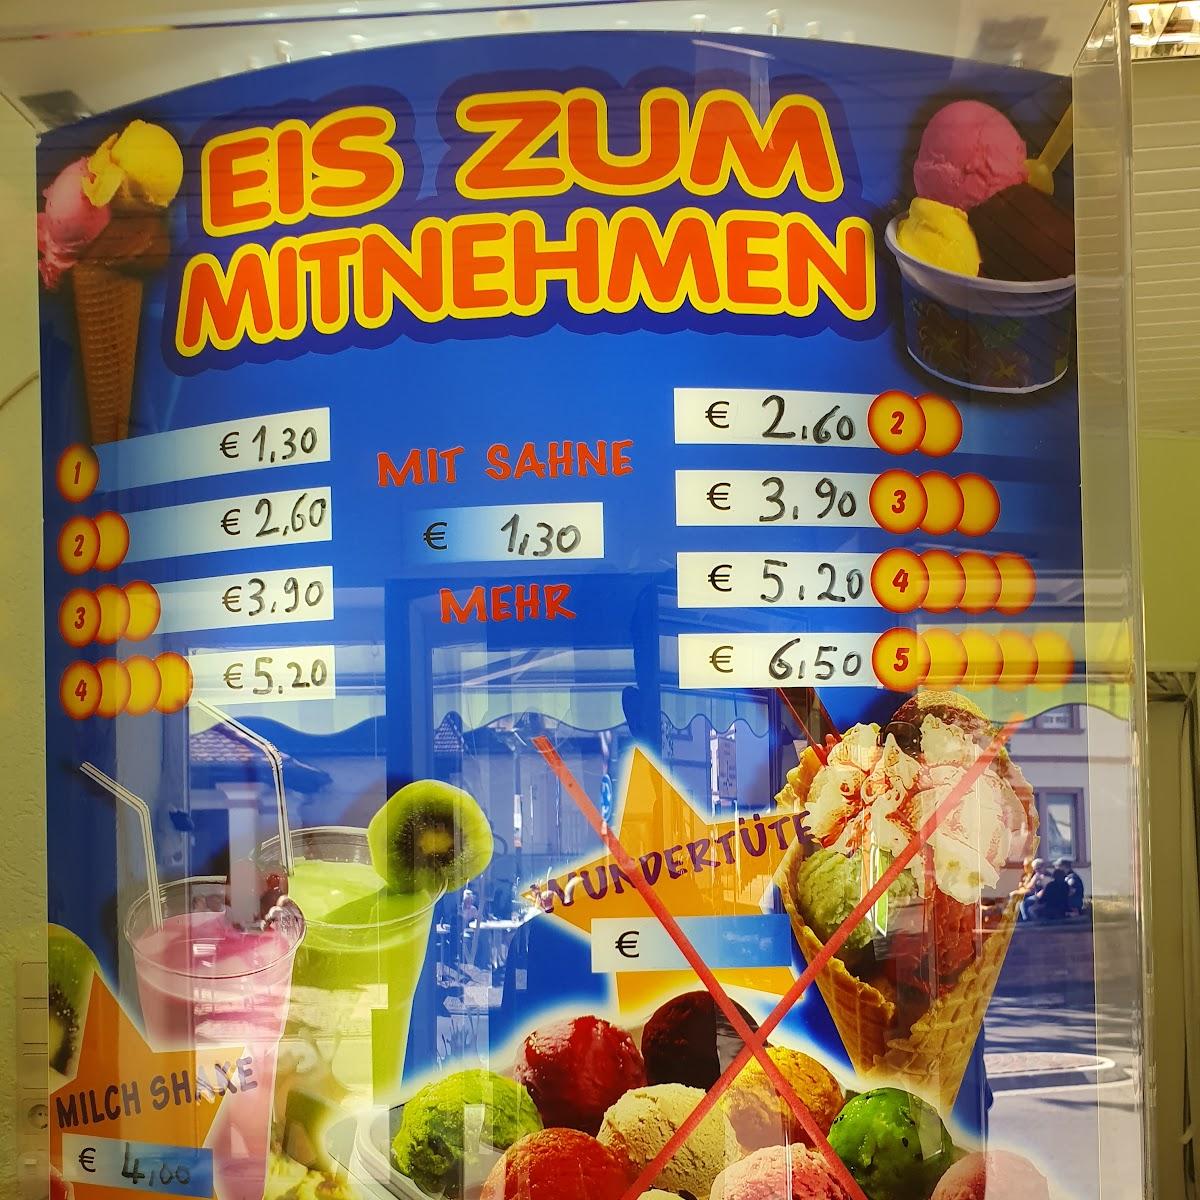 EIS ZUM
MITNEHMEN
1 € 1,30
2 € 2,60
3 € 3,90
4 € 5,20
MIT SAHNE
€ 1,30
MEHR
€ 2,60 2
€ 3,90 3
€ 5,20 4
€ 6,50 5
WUNDERTÜTE
€
MILCH SHAKE
€ 4,00